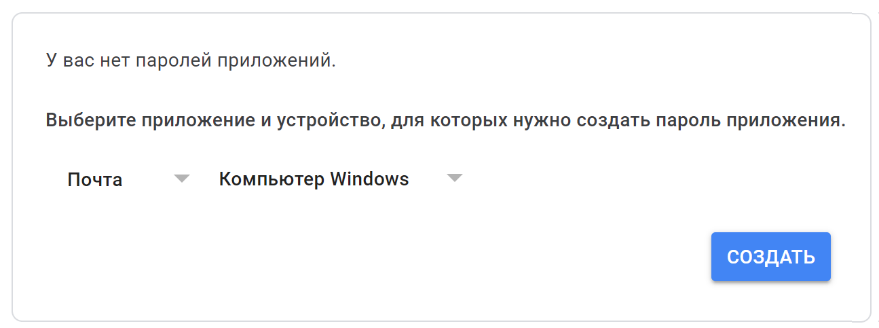 У вас нет паролей приложений.
Выберите приложение и устройство, для которых нужно создать пароль приложения.
Почта Компьютер Windows
СОЗДАТЬ